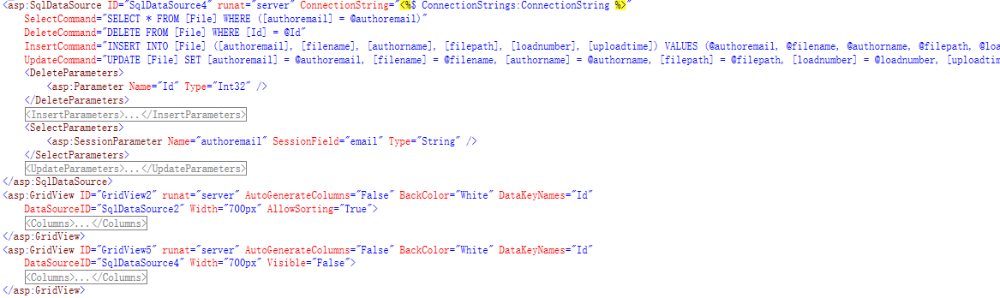 <asp:SqlDataSource ID="SqlDataSource4" runat="server" ConnectionString="<%$ ConnectionStrings:ConnectionString %>"
SelectCommand="SELECT * FROM [File] WHERE ([authoremail] = @authoremail)"
DeleteCommand="DELETE FROM [File] WHERE [Id] = @Id"
InsertCommand="INSERT INTO [File] ([authoremail], [filename], [authorname], [filepath], [loadnumber], [uploadtime]) VALUES (@authoremail, @filename, @authorname, @filepath, @loa
UpdateCommand="UPDATE [File] SET [authoremail] = @authoremail, [filename] = @filename, [authorname] = @authorname, [filepath] = @filepath, [loadnumber] = @loadnumber, [uploadtim
<DeleteParameters>
<asp:Parameter Name="Id" Type="Int32" />
</DeleteParameters>
<InsertParameters>...</InsertParameters>
<SelectParameters>
<asp:SessionParameter Name="authoremail" SessionField="email" Type="String" />
</SelectParameters>
<UpdateParameters>...</UpdateParameters>
</asp:SqlDataSource>
<asp:GridView ID="GridView2" runat="server" AutoGenerateColumns="False" BackColor="White" DataKeyNames="Id"
DataSourceID="SqlDataSource2" Width="700px" AllowSorting="True">
<Columns>...</Columns>
</asp:GridView>
<asp:GridView ID="GridView5" runat="server" AutoGenerateColumns="False" BackColor="White" DataKeyNames="Id"
DataSourceID="SqlDataSource4" Width="700px" Visible="False">
<Columns>...</Columns>
</asp:GridView>